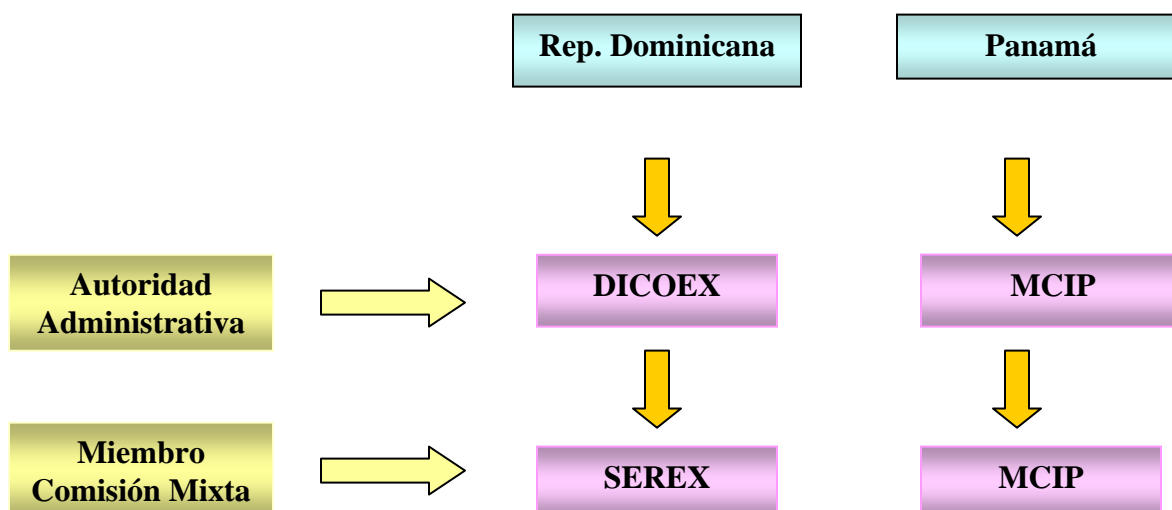 Rep. Dominicana
Panamá
Autoridad
Administrativa
DICOEX
MCIP
Miembro
Comisión Mixta
SEREX
MCIP